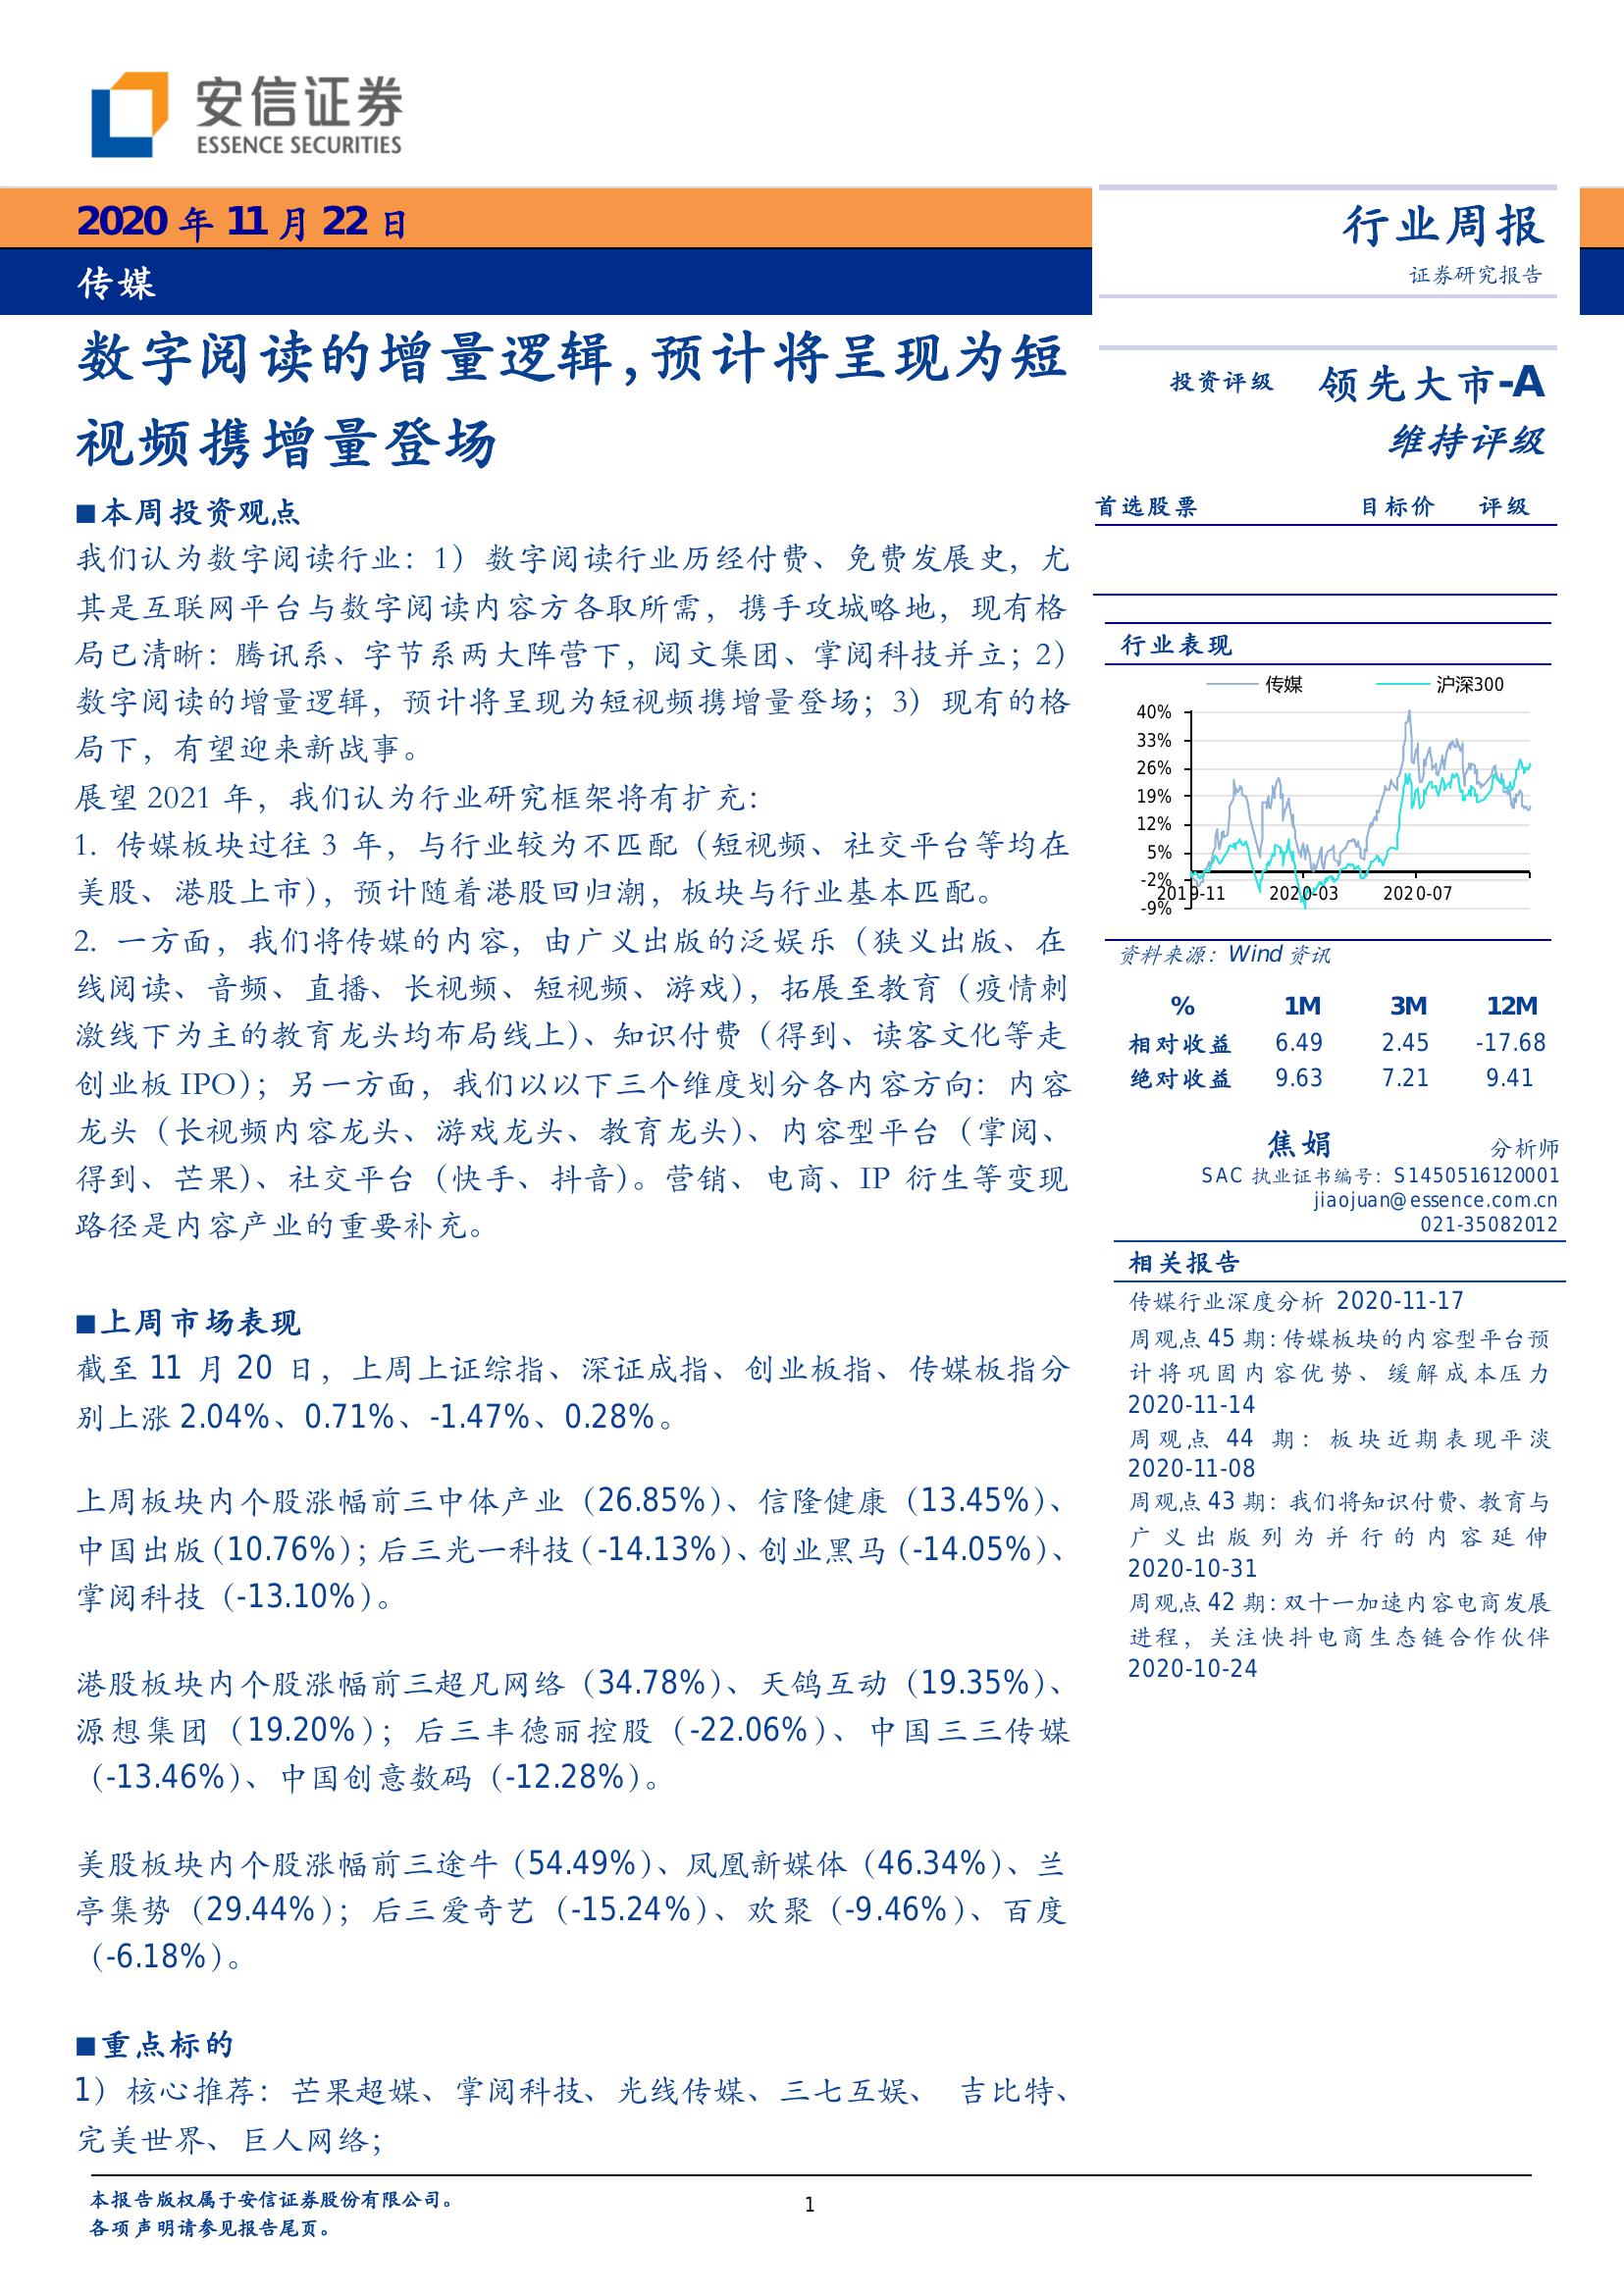 安信证券
ESSENCE SECURITIES
2020 年 11 月 22 日
传媒
数字阅读的增量逻辑,预计将呈现为短
视频携增量登场
■本周投资观点
我们认为数字阅读行业：1）数字阅读行业历经付费、免费发展史，尤
其是互联网平台与数字阅读内容方各取所需，携手攻城略地，现有格
局已清晰：腾讯系、字节系两大阵营下，阅文集团、掌阅科技并立；2）
数字阅读的增量逻辑，预计将呈现为短视频携增量登场；3）现有的格
局下，有望迎来新战事。
展望 2021 年，我们认为行业研究框架将有扩充：
1. 传媒板块过往 3 年，与行业较为不匹配（短视频、社交平台等均在
美股、港股上市），预计随着港股回归潮，板块与行业基本匹配。
2. 一方面，我们将传媒的内容，由广义出版的泛娱乐（狭义出版、在
线阅读、音频、直播、长视频、短视频、游戏），拓展至教育（疫情刺
激线下为主的教育龙头均布局线上）、知识付费（得到、读客文化等走
创业板 IPO）；另一方面，我们以以下三个维度划分各内容方向：内容
龙头（长视频内容龙头、游戏龙头、教育龙头）、内容型平台（掌阅、
得到、芒果）、社交平台（快手、抖音）。营销、电商、IP 衍生等变现
路径是内容产业的重要补充。
■上周市场表现
截至 11 月 20 日，上周上证综指、深证成指、创业板指、传媒板指分
别上涨 2.04%、0.71%、-1.47%、0.28%。
上周板块内个股涨幅前三中体产业（26.85%）、信隆健康（13.45%）、
中国出版（10.76%）；后三光一科技（-14.13%）、创业黑马（-14.05%）、
掌阅科技（-13.10%）。
港股板块内个股涨幅前三超凡网络（34.78%）、天鸽互动（19.35%）、
源想集团（19.20%）；后三丰德丽控股（-22.06%）、中国三三传媒
（-13.46%）、中国创意数码（-12.28%）。
美股板块内个股涨幅前三途牛（54.49%）、凤凰新媒体（46.34%）、兰
亭集势（29.44%）；后三爱奇艺（-15.24%）、欢聚（-9.46%）、百度
（-6.18%）。
■重点标的
1）核心推荐：芒果超媒、掌阅科技、光线传媒、三七互娱、 吉比特、
完美世界、巨人网络；
行业周报
证券研究报告
投资评级 领先大市-A
维持评级
首选股票 目标价 评级
行业表现
传媒 沪深300
40%
33%
26%
19%
12%
5%
-2%
-9%
2019-11 2020-03 2020-07
资料来源：Wind 资讯
% 1M 3M 12M
相对收益 6.49 2.45 -17.68
绝对收益 9.63 7.21 9.41
焦娟 分析师
SAC 执业证书编号：S1450516120001
jiaojuan@essence.com.cn
021-35082012
相关报告
传媒行业深度分析 2020-11-17
周观点 45 期：传媒板块的内容型平台预
计将巩固内容优势、缓解成本压力
2020-11-14
周观点 44 期：板块近期表现平淡
2020-11-08
周观点 43 期：我们将知识付费、教育与
广义出版列为并行的内容延伸
2020-10-31
周观点 42 期：双十一加速内容电商发展
进程，关注快抖电商生态链合作伙伴
2020-10-24
本报告版权属于安信证券股份有限公司。
各项声明请参见报告尾页。
1